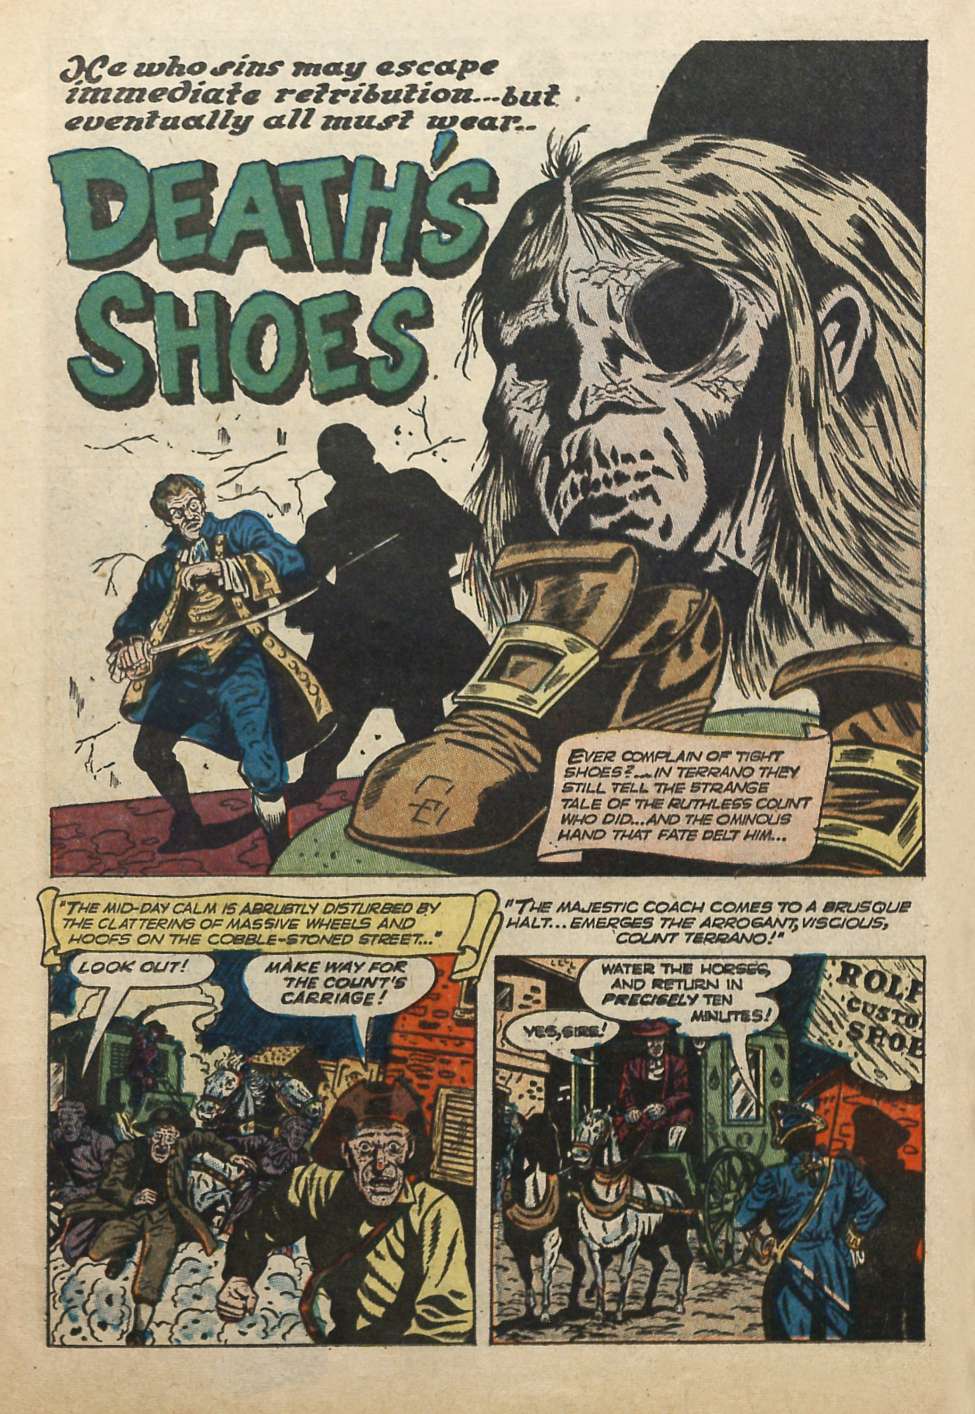 He who sins may escape
immediate retribution...but
eventually all must wear..
DEATH'S
SHOES
EVER COMPLAIN OF TIGHT
SHOES?....IN TERRANO THEY
STILL TELL THE STRANGE
TALE OF THE RUTHLESS COUNT
WHO DID...AND THE OMINOUS
HAND THAT FATE DELT HIM...
"THE MID-DAY CALM IS ABRUBTLY DISTURBED BY
THE CLATTERING OF MASSIVE WHEELS AND
HOOFS ON THE COBBLE-STONED STREET..."
LOOK OUT!
MAKE WAY FOR
THE COUNT'S
CARRIAGE!
"THE MAJESTIC COACH COMES TO A BRUSQUE
HALT... EMERGES THE ARROGANT, VISCIOUS,
COUNT TERRANO!"
WATER THE HORSES,
AND RETURN IN
PRECISELY TEN
MINUTES!
YES, SIRE!
ROLF
CUSTO
SHOE